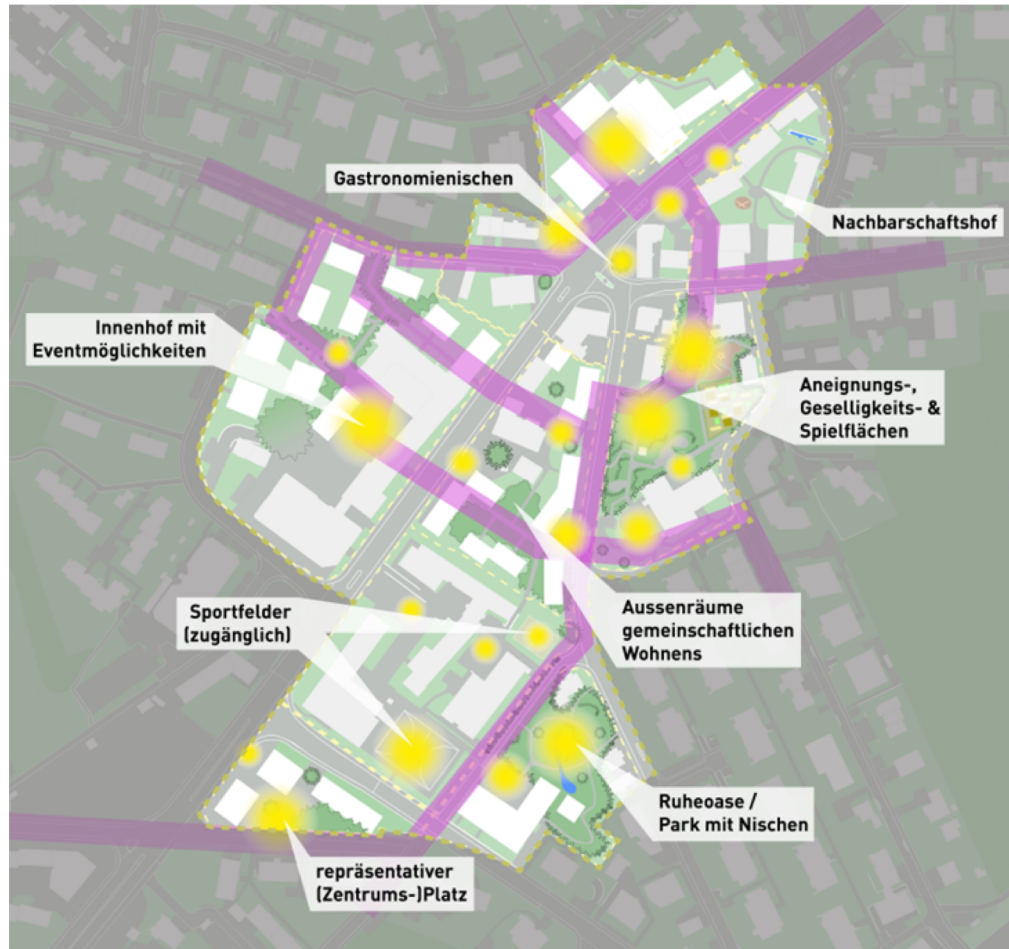 Gastronomienischen
Nachbarschaftshof
Innenhof mit
Eventmöglichkeiten
Aneignungs-,
Geselligkeits- &
Spielflächen
Sportfelder
(zugänglich)
Aussenräume
gemeinschaftlichen
Wohnens
Ruheoase /
Park mit Nischen
repräsentativer
(Zentrums-)Platz